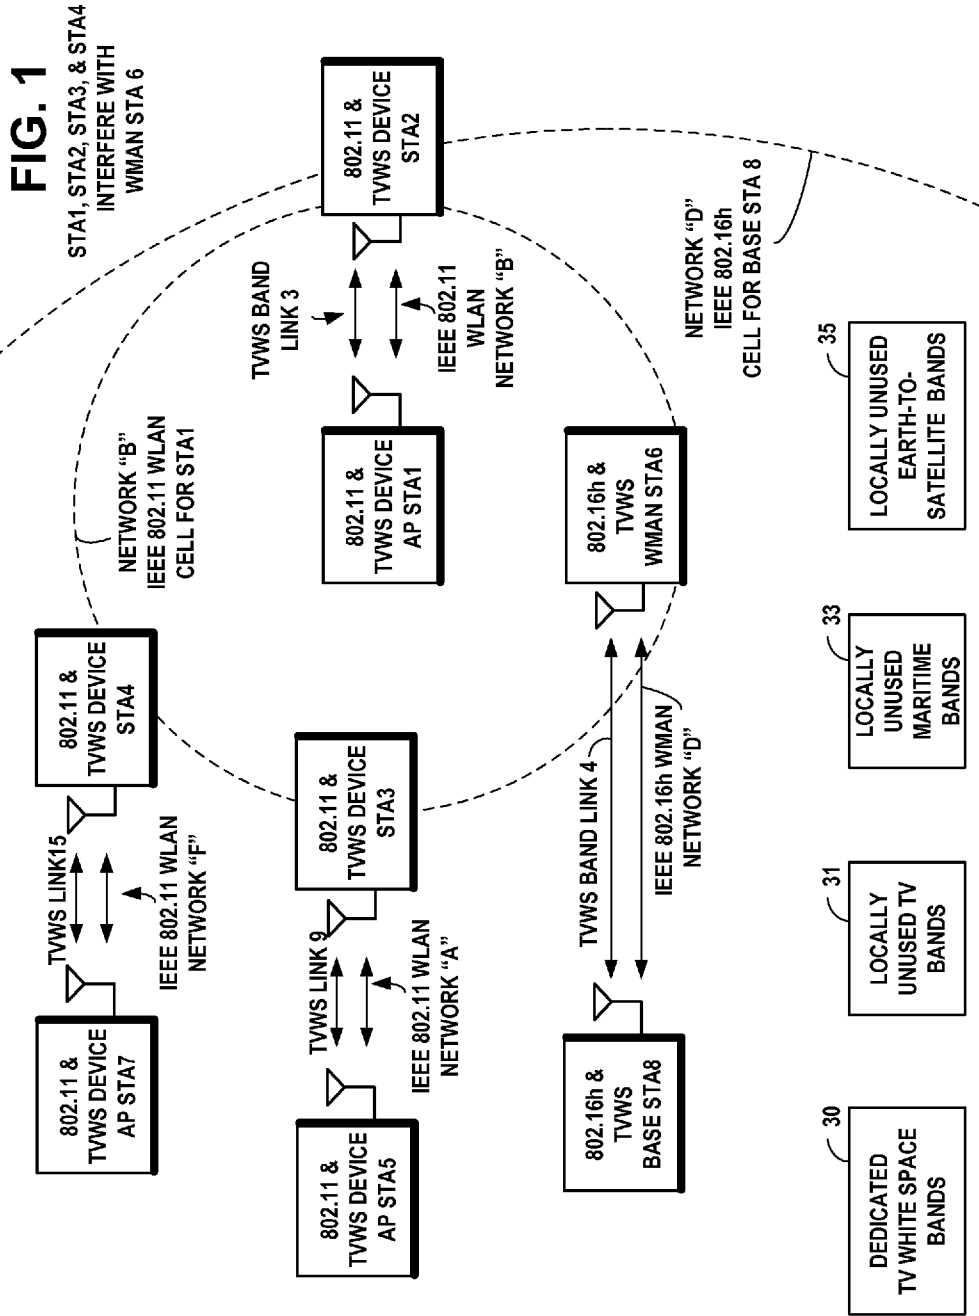 FIG. 1
STA1, STA2, STA3, & STA4
INTERFERE WITH
WMAN STA 6
802.11 &
TVWS DEVICE
AP STA7
TVWS LINK15
IEEE 802.11 WLAN
NETWORK “F”
802.11 &
TVWS DEVICE
STA4
NETWORK “B”
IEEE 802.11 WLAN
CELL FOR STA1
802.11 &
TVWS DEVICE
AP STA5
TVWS LINK 9
IEEE 802.11 WLAN
NETWORK “A”
802.11 &
TVWS DEVICE
STA3
802.11 &
TVWS DEVICE
AP STA1
TVWS BAND
LINK 3
IEEE 802.11
WLAN
NETWORK “B”
802.11 &
TVWS DEVICE
STA2
802.16h &
TVWS
BASE STA8
TVWS BAND LINK 4
IEEE 802.16h WMAN
NETWORK “D”
802.16h &
TVWS
WMAN STA6
NETWORK “D”
IEEE 802.16h
CELL FOR BASE STA 8
30
DEDICATED
TV WHITE SPACE
BANDS
31
LOCALLY
UNUSED TV
BANDS
33
LOCALLY
UNUSED
MARITIME
BANDS
35
LOCALLY UNUSED
EARTH-TO-
SATELLITE BANDS